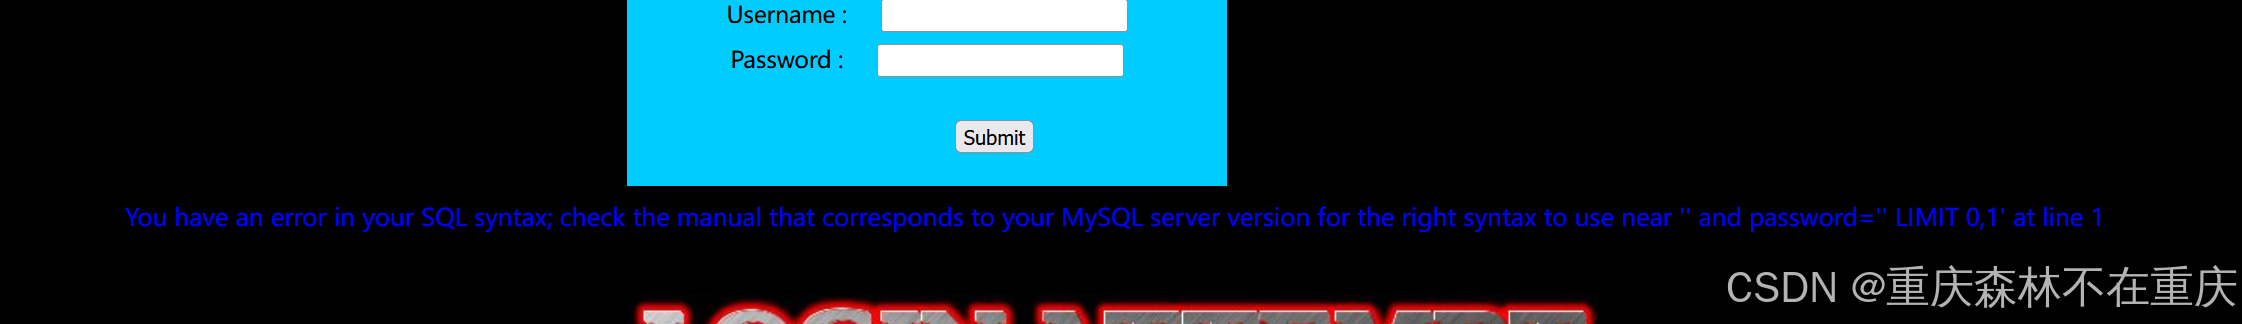 Username :
Password :
Submit
You have an error in your SQL syntax; check the manual that corresponds to your MySQL server version for the right syntax to use near '' and password='' LIMIT 0,1' at line 1
CSDN @重庆森林不在重庆